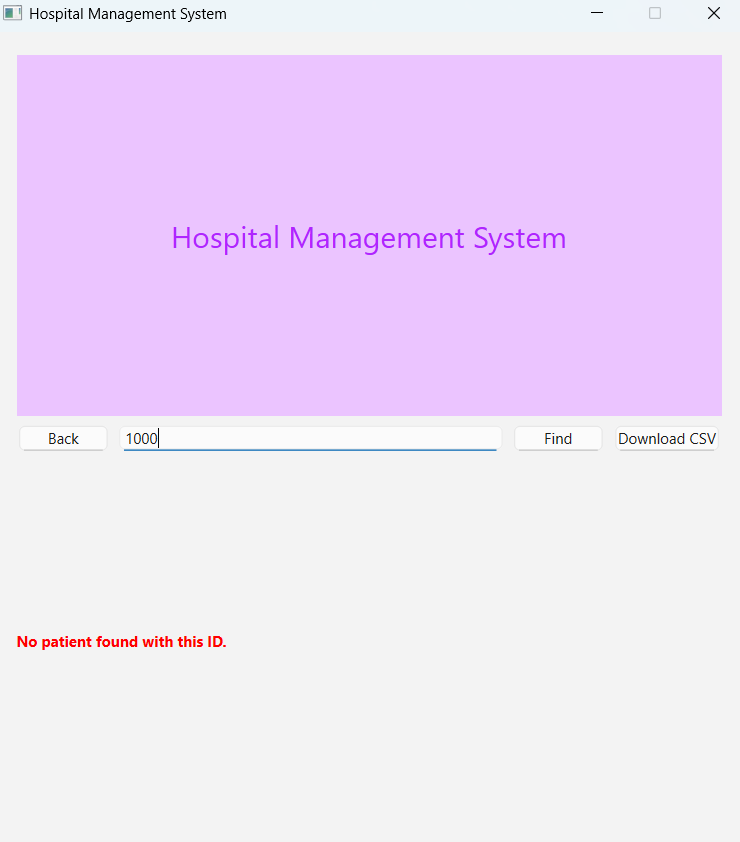 Hospital Management System
Hospital Management System
Back 1000 Find Download CSV
No patient found with this ID.